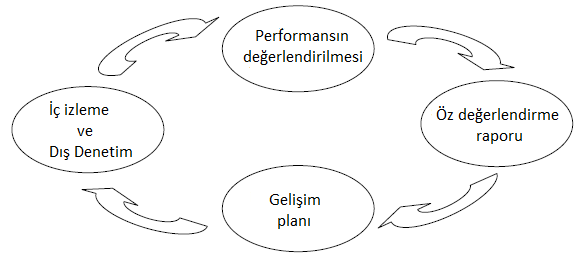 Performansın
değerlendirilmesi
Öz değerlendirme
raporu
Gelişim
planı
İç izleme
ve
Dış Denetim